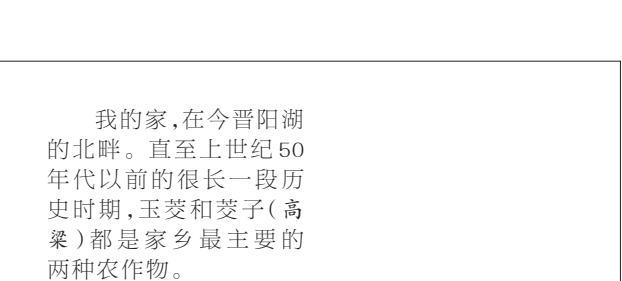 我的家,在今晋阳湖
的北畔。直至上世纪50
年代以前的很长一段历
史时期,玉茭和茭子(高
粱)都是家乡最主要的
两种农作物。